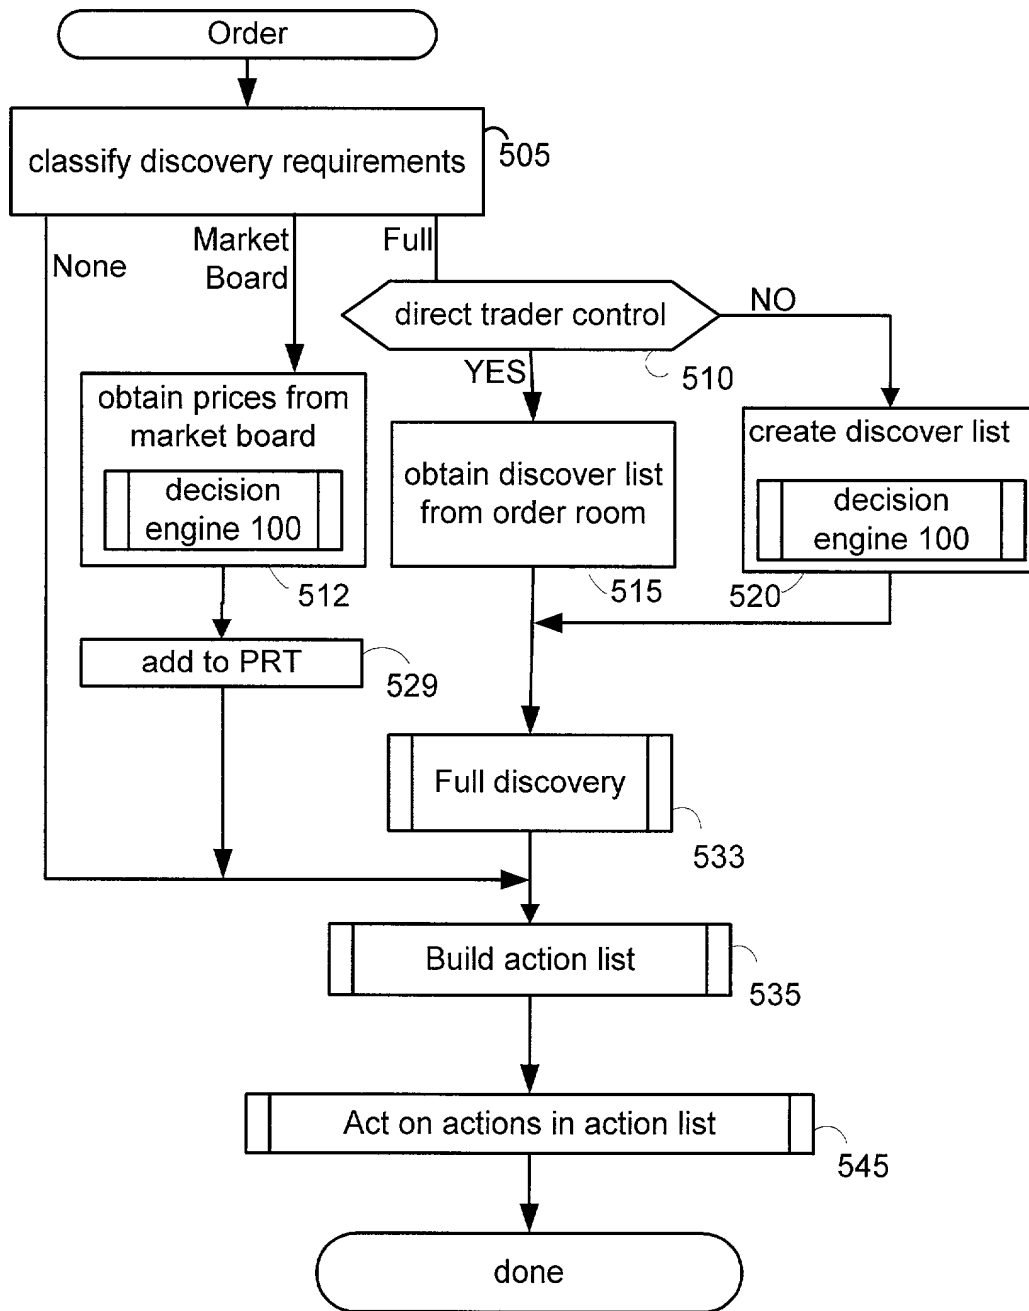 Order
classify discovery requirements
505
None
Market
Board
Full
direct trader control
NO
YES
510
obtain prices from
market board
decision
engine 100
512
obtain discover list
from order room
515
create discover list
decision
engine 100
520
add to PRT
529
Full discovery
533
Build action list
535
Act on actions in action list
545
done